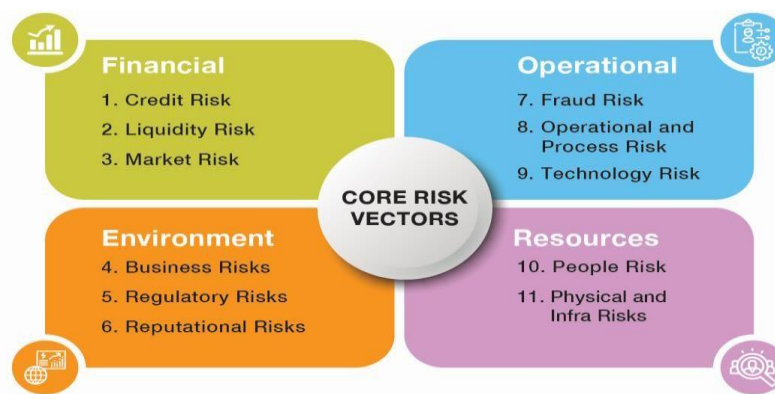 Financial
1. Credit Risk
2. Liquidity Risk
3. Market Risk
Operational
7. Fraud Risk
8. Operational and
Process Risk
9. Technology Risk
CORE RISK
VECTORS
Environment
4. Business Risks
5. Regulatory Risks
6. Reputational Risks
Resources
10. People Risk
11. Physical and
Infra Risks